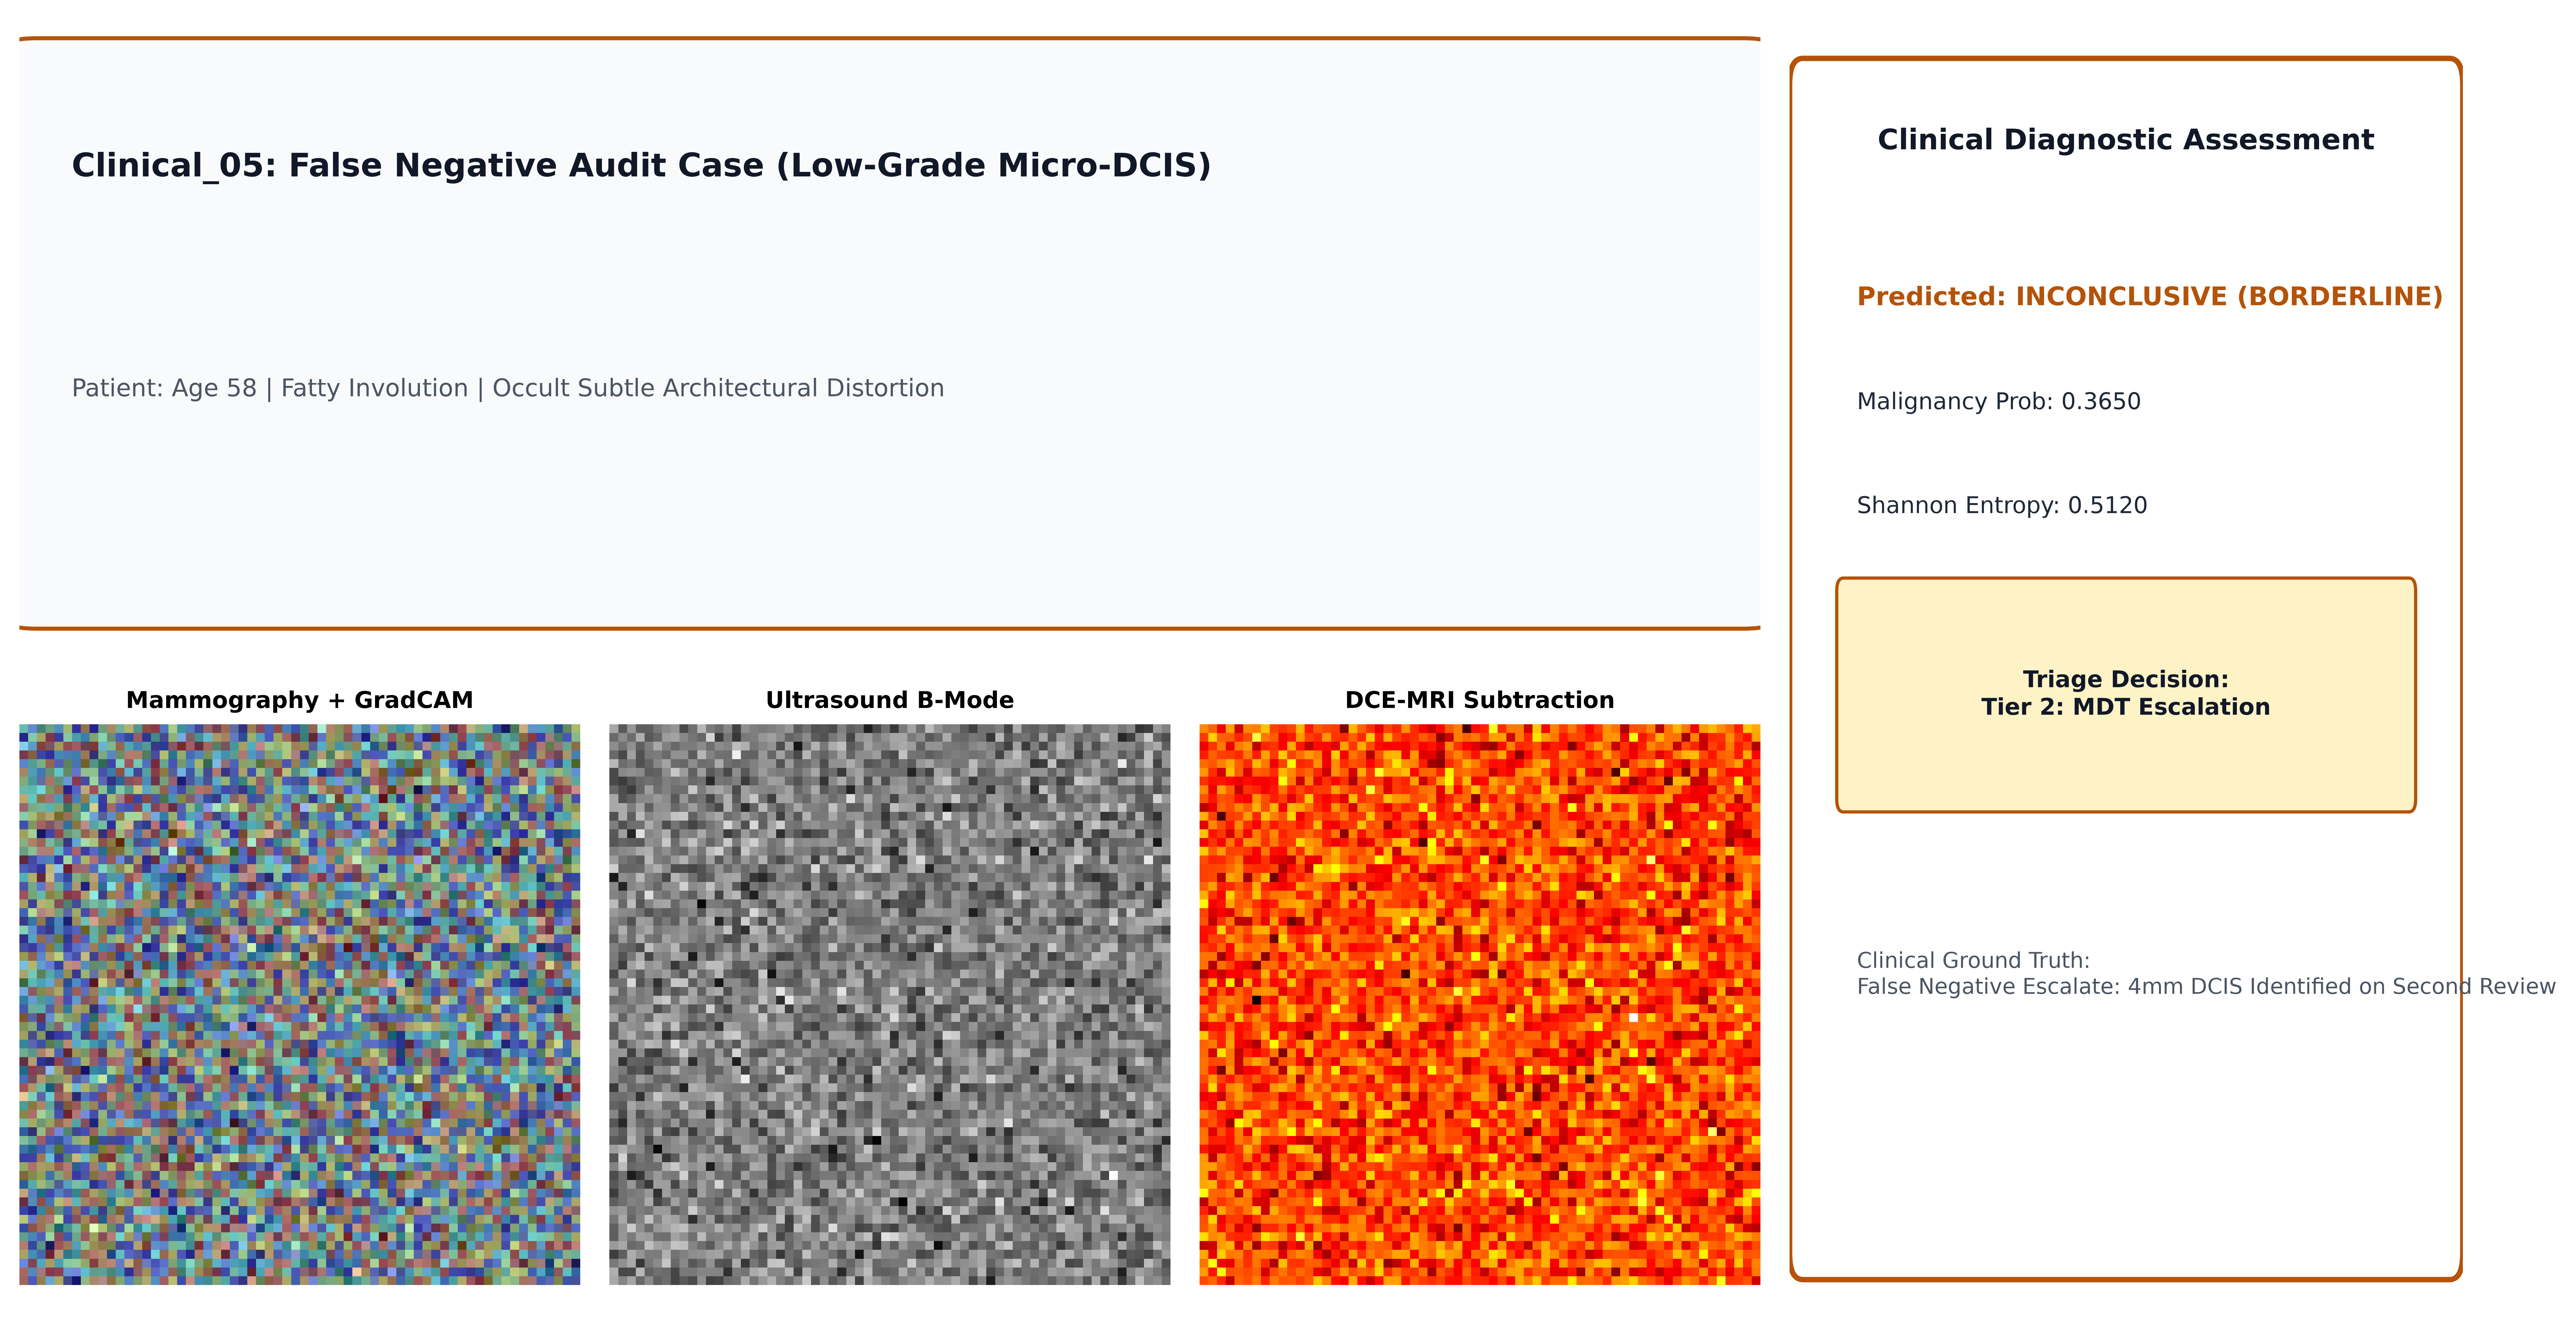 Clinical_05: False Negative Audit Case (Low-Grade Micro-DCIS)
Patient: Age 58 | Fatty Involution | Occult Subtle Architectural Distortion
Mammography + GradCAM
Ultrasound B-Mode
DCE-MRI Subtraction
Clinical Diagnostic Assessment
Predicted: INCONCLUSIVE (BORDERLINE)
Malignancy Prob: 0.3650
Shannon Entropy: 0.5120
Triage Decision:
Tier 2: MDT Escalation
Clinical Ground Truth:
False Negative Escalate: 4mm DCIS Identified on Second Review